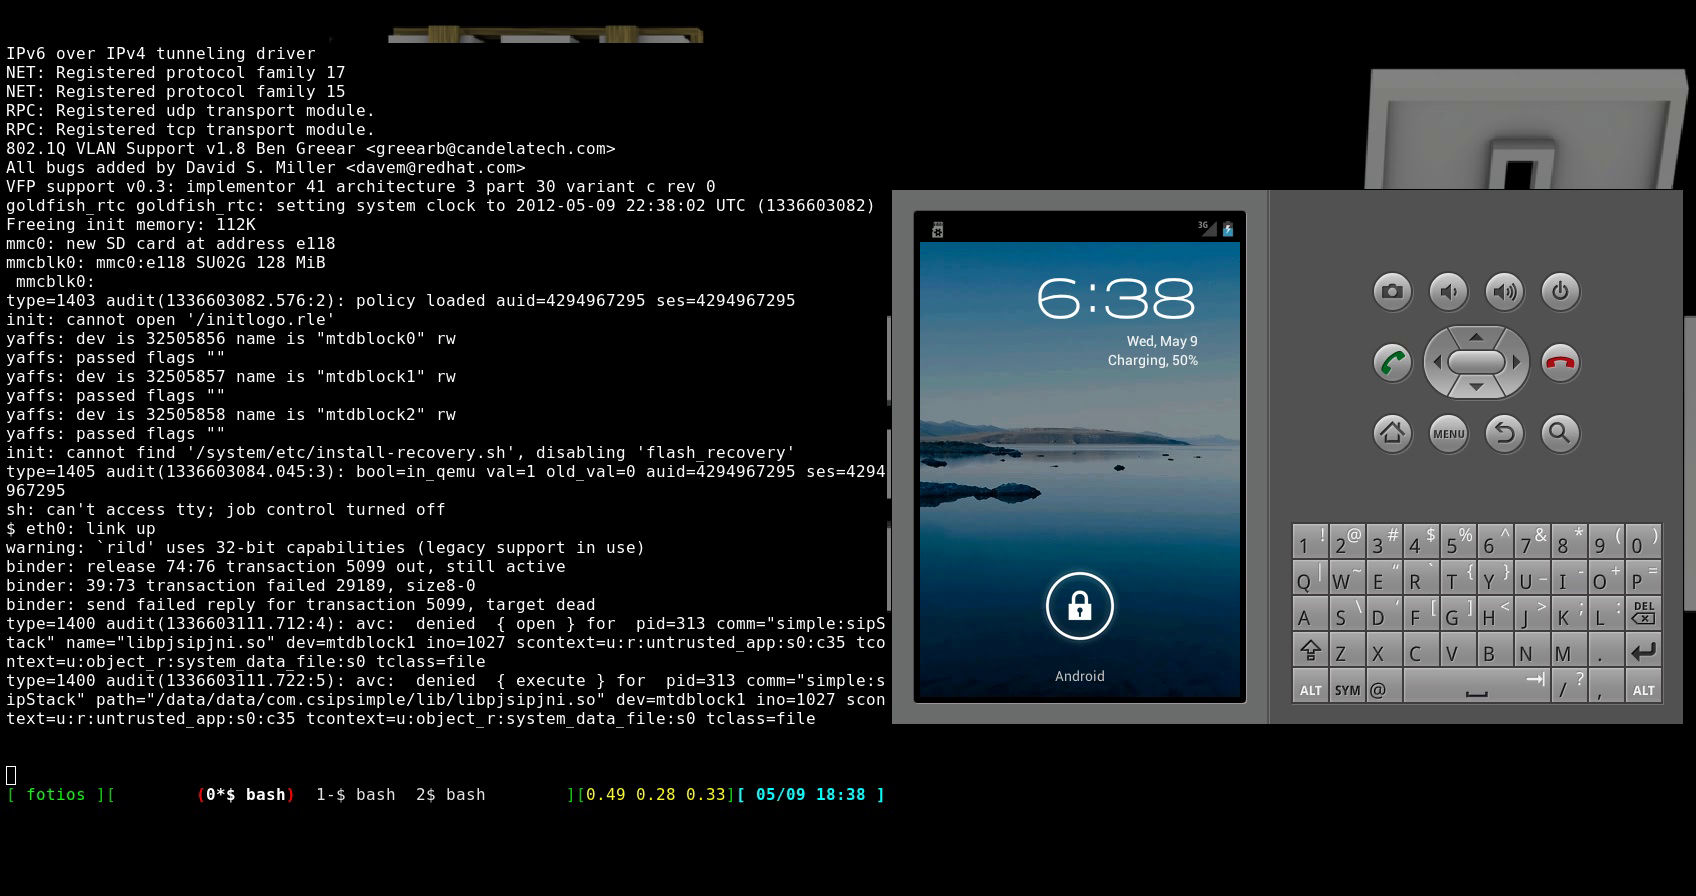 IPv6 over IPv4 tunneling driver
NET: Registered protocol family 17
NET: Registered protocol family 15
RPC: Registered udp transport module.
RPC: Registered tcp transport module.
802.1Q VLAN Support v1.8 Ben Greear <greearb@candelatech.com>
All bugs added by David S. Miller <davem@redhat.com>
VFP support v0.3: implementor 41 architecture 3 part 30 variant c rev 0
goldfish_rtc goldfish_rtc: setting system clock to 2012-05-09 22:38:02 UTC (1336603082)
Freeing init memory: 112K
mmc0: new SD card at address e118
mmcblk0: mmc0:e118 SU02G 128 MiB
 mmcblk0:
type=1403 audit(1336603082.576:2): policy loaded auid=4294967295 ses=4294967295
init: cannot open '/initlogo.rle'
yaffs: dev is 32505856 name is "mtdblock0" rw
yaffs: passed flags ""
yaffs: dev is 32505857 name is "mtdblock1" rw
yaffs: passed flags ""
yaffs: dev is 32505858 name is "mtdblock2" rw
yaffs: passed flags ""
init: cannot find '/system/etc/install-recovery.sh', disabling 'flash_recovery'
type=1405 audit(1336603084.045:3): bool=in_qemu val=1 old_val=0 auid=4294967295 ses=4294
967295
sh: can't access tty; job control turned off
$ eth0: link up
warning: `rild' uses 32-bit capabilities (legacy support in use)
binder: release 74:76 transaction 5099 out, still active
binder: 39:73 transaction failed 29189, size8-0
binder: send failed reply for transaction 5099, target dead
type=1400 audit(1336603111.712:4): avc:  denied  { open } for  pid=313 comm="simple:sipS
tack" name="libpjsipjni.so" dev=mtdblock1 ino=1027 scontext=u:r:untrusted_app:s0:c35 tco
ntext=u:object_r:system_data_file:s0 tclass=file
type=1400 audit(1336603111.722:5): avc:  denied  { execute } for  pid=313 comm="simple:s
ipStack" path="/data/data/com.csipsimple/lib/libpjsipjni.so" dev=mtdblock1 ino=1027 scon
text=u:r:untrusted_app:s0:c35 tcontext=u:object_r:system_data_file:s0 tclass=file
[ fotios ][        (0*$ bash)  1-$ bash  2$ bash        ][0.49 0.28 0.33][ 05/09 18:38 ]
3G
6:38
Wed, May 9
Charging, 50%
Android
MENU
1 ! 2 @ 3 # 4 $ 5 % 6 ^ 7 & 8 * 9 ( 0 )
Q | W ~ E “ R ` T { Y } U _ I - O + P =
A S \ D ‘ F [ G ] H < J > K ; L : DEL
Z X C V B N M .
ALT SYM @ / ? , ALT